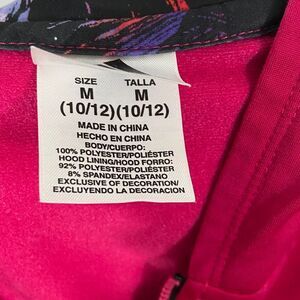 SIZE TALLA
M M
(10/12)(10/12)
MADE IN CHINA
HECHO EN CHINA
BODY/CUERPO:
100% POLYESTER/POLIÉSTER
HOOD LINING/HOOD FORRO:
92% POLYESTER/POLIÉSTER
8% SPANDEX/ELASTANO
EXCLUSIVE OF DECORATION/
EXCLUYENDO LA DECORACIÓN